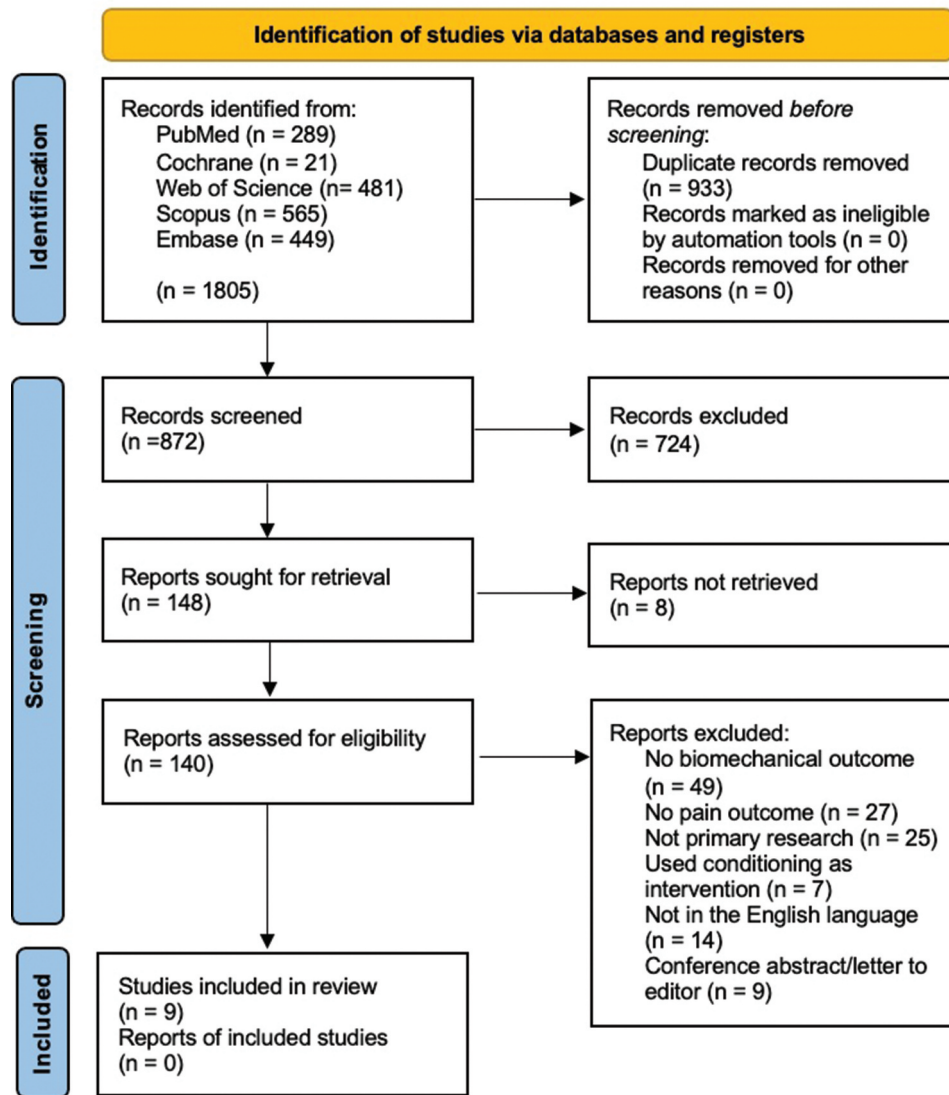 Identification of studies via databases and registers
Identification
Records identified from:
PubMed (n = 289)
Cochrane (n = 21)
Web of Science (n= 481)
Scopus (n = 565)
Embase (n = 449)
(n = 1805)
Records removed before
screening:
Duplicate records removed
(n = 933)
Records marked as ineligible
by automation tools (n = 0)
Records removed for other
reasons (n = 0)
Screening
Records screened
(n =872)
Records excluded
(n = 724)
Reports sought for retrieval
(n = 148)
Reports not retrieved
(n = 8)
Reports assessed for eligibility
(n = 140)
Reports excluded:
No biomechanical outcome
(n = 49)
No pain outcome (n = 27)
Not primary research (n = 25)
Used conditioning as
intervention (n = 7)
Not in the English language
(n = 14)
Conference abstract/letter to
editor (n = 9)
Included
Studies included in review
(n = 9)
Reports of included studies
(n = 0)